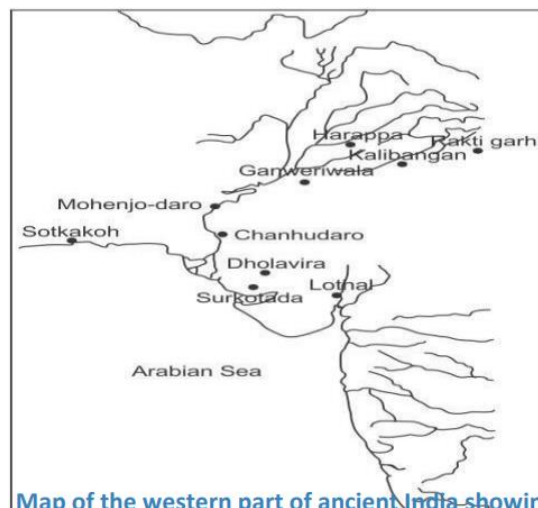 Harappa
Rakti garh
Kalibangan
Ganweriwala
Mohenjo-daro
Sotkakoh
Chanhudaro
Dholavira
Surkotada
Lothal
Arabian Sea
Map of the western part of ancient India showin